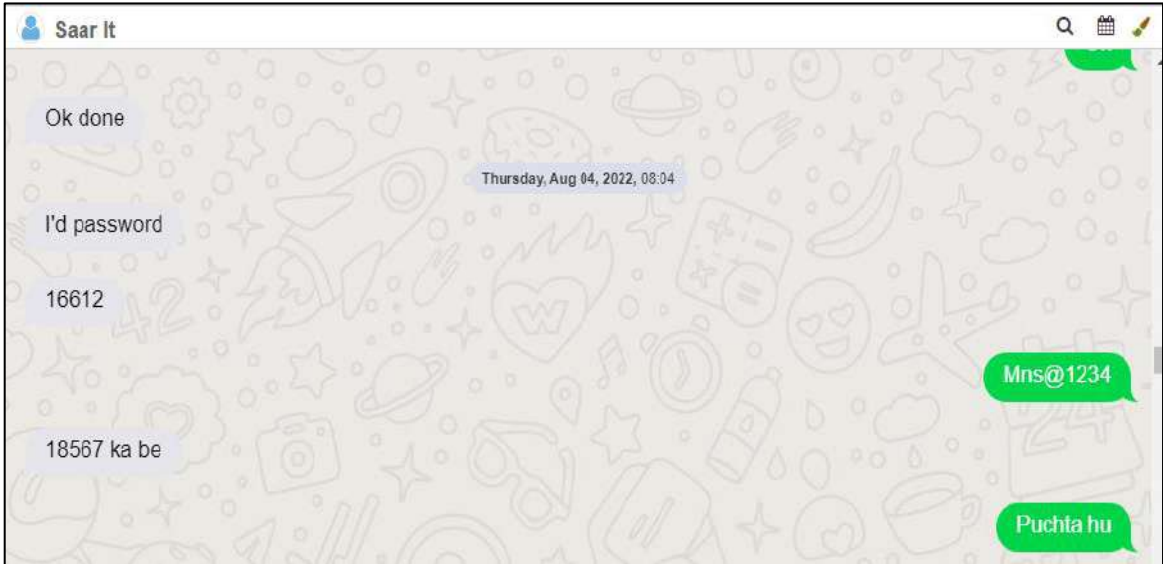 Saar It
Ok done
Thursday, Aug 04, 2022, 08:04
I'd password
16612
Mns@1234
18567 ka be
Puchta hu